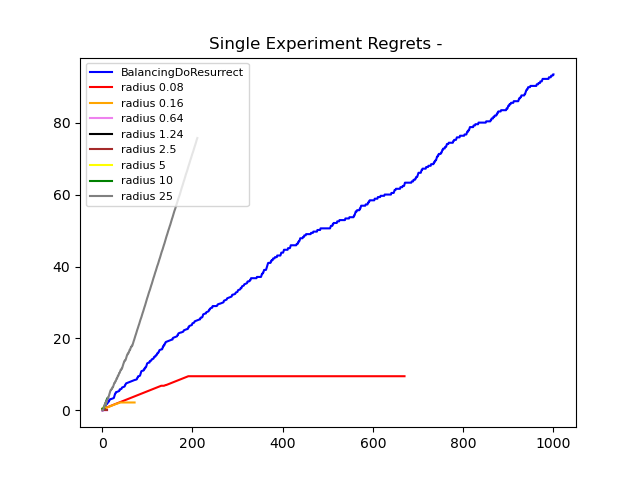 Single Experiment Regrets -
BalancingDoResurrect
radius 0.08
radius 0.16
radius 0.64
radius 1.24
radius 2.5
radius 5
radius 10
radius 25
80
60
40
20
0
0 200 400 600 800 1000